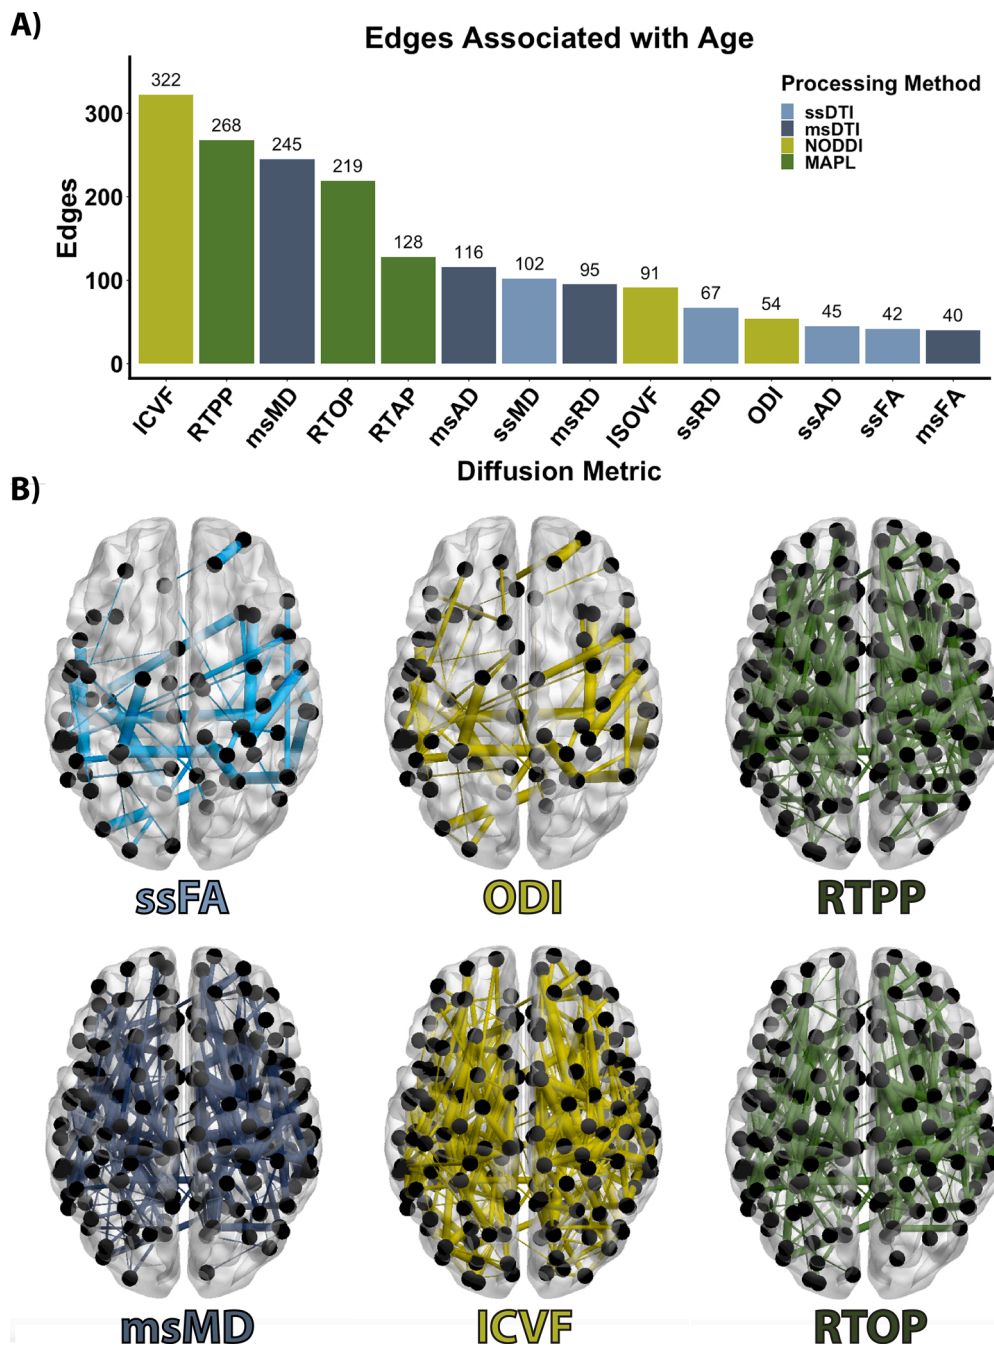 A)
Edges Associated with Age
Edges
300
200
100
0
322
268
245
219
128
116
102
95
91
67
54
45
42
40
Processing Method
ssDTI
msDTI
NODDI
MAPL
ICVF
RTPP
msMD
RTOP
RTAP
msAD
ssMD
msRD
ISOVF
ssRD
ODI
ssAD
ssFA
msFA
Diffusion Metric
B)
ssFA
ODI
RTPP
msMD
ICVF
RTOP